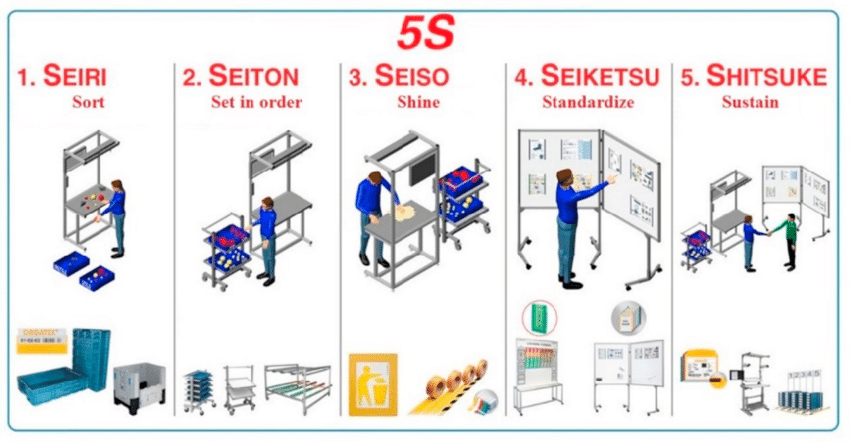 5S
1. SEIRI
Sort
2. SEITON
Set in order
3. SEISO
Shine
4. SEIKETSU
Standardize
5. SHITSUKE
Sustain
ORGATEX